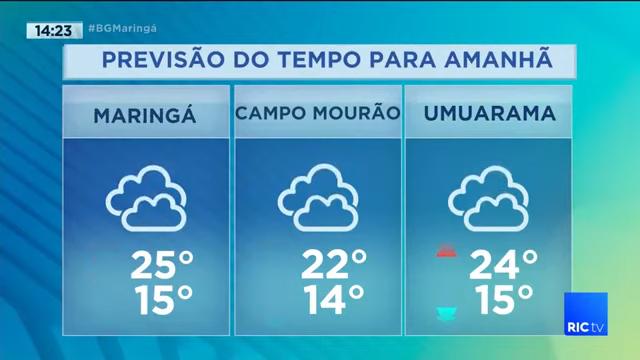 14:23 #BGMaringá
PREVISÃO DO TEMPO PARA AMANHÃ
MARINGÁ
25°
15°
CAMPO MOURÃO
22°
14°
UMUARAMA
24°
15°
RIC tv